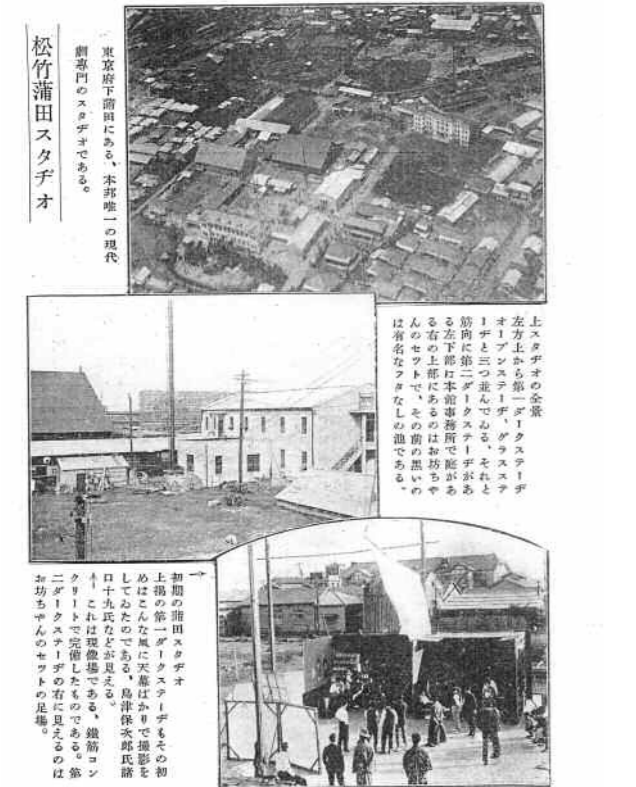 松竹蒲田スタヂオ
東京府下蒲田にある、本邦唯一の現代
劇専門のスタヂオである。
上スタヂオの全景
左方上から第一ダークステーヂ
オープンステーヂ、グラスステ
ーヂと三つ並んでゐる、それと
筋向に第二ダークステーヂがあ
る左下部は本館事務所で庭があ
る右の上部にあるのはお坊ちや
んのセツトで、その前の黒いの
は有名なフタなしの池である。
初期の蒲田スタヂオ
上掲の第一ダークステーヂもその初
めはこんな風に天幕ばかりで撮影を
してゐたのである、島津保次郎氏諸
口十九氏などが見える。
← これは現像場である、鐵筋コン
クリートで完備したものである。第
二ダークステーヂの右に見えるのは
お坊ちやんのセツトの足場。